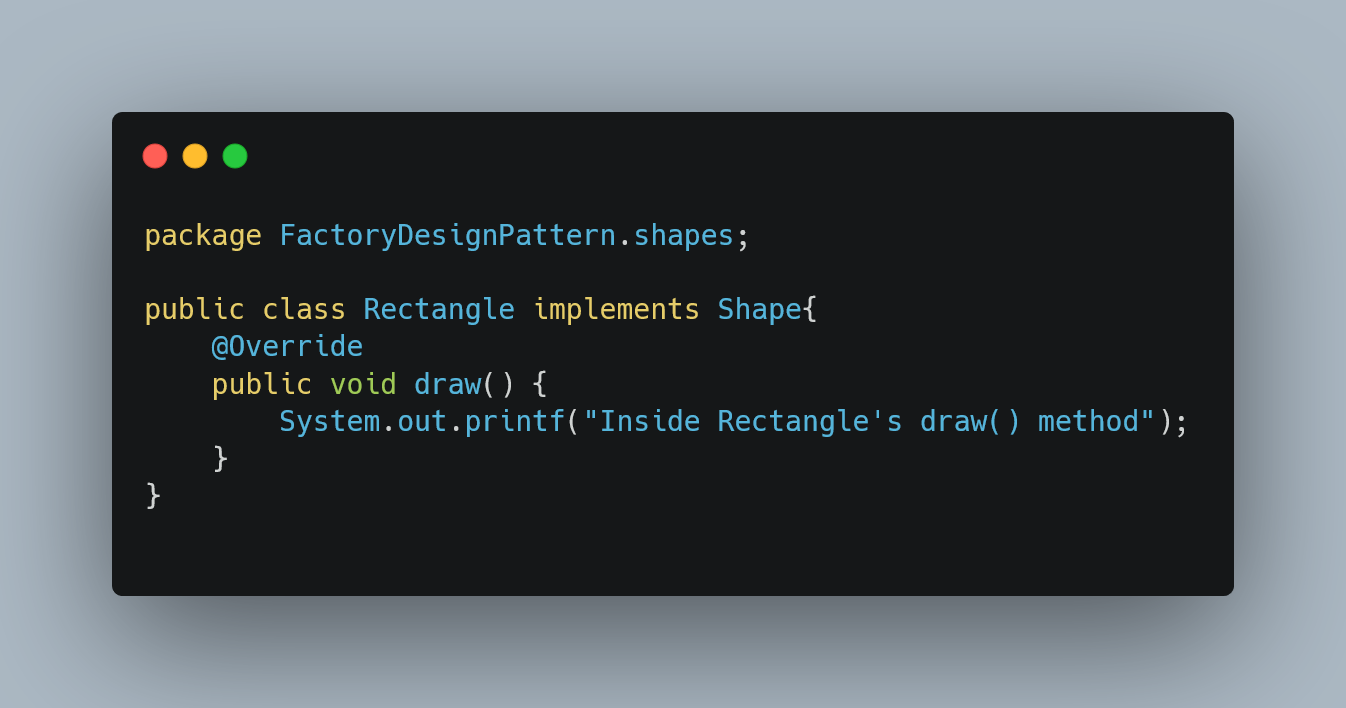 package FactoryDesignPattern.shapes;
public class Rectangle implements Shape{
    @Override
    public void draw() {
        System.out.printf("Inside Rectangle's draw() method");
    }
}